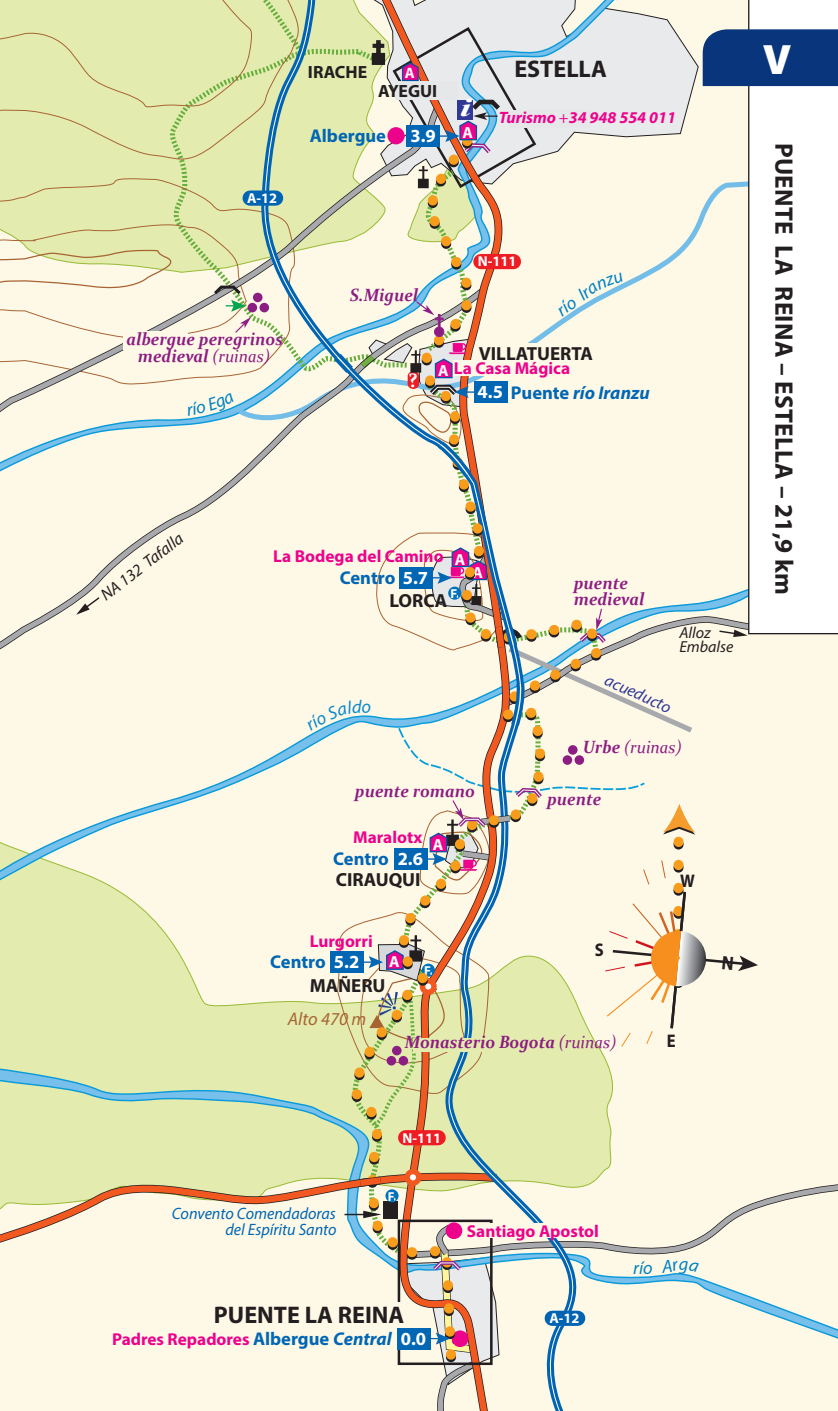 V
PUENTE LA REINA – ESTELLA – 21,9 km
IRACHE
ESTELLA
A
AYEGUI
i
Turismo +34 948 554 011
Albergue 3.9
A
A-12
N-111
S.Miguel
río Iranzu
albergue peregrinos
medieval (ruinas)
VILLATUERTA
A
La Casa Mágica
?
4.5 Puente río Iranzu
río Ega
NA 132 Tafalla
La Bodega del Camino
A
Centro 5.7
A
LORCA
F.
puente
medieval
Alloz
Embalse
acueducto
río Saldo
Urbe (ruinas)
puente romano
puente
Maralotx
A
Centro 2.6
CIRAUQUI
W
S
N
E
Lurgorri
Centro 5.2
A
F.
MAÑERU
Alto 470 m
Monasterio Bogota (ruinas)
N-111
F.
Convento Comendadoras
del Espíritu Santo
Santiago Apostol
río Arga
PUENTE LA REINA
A-12
Padres Repadores Albergue Central 0.0